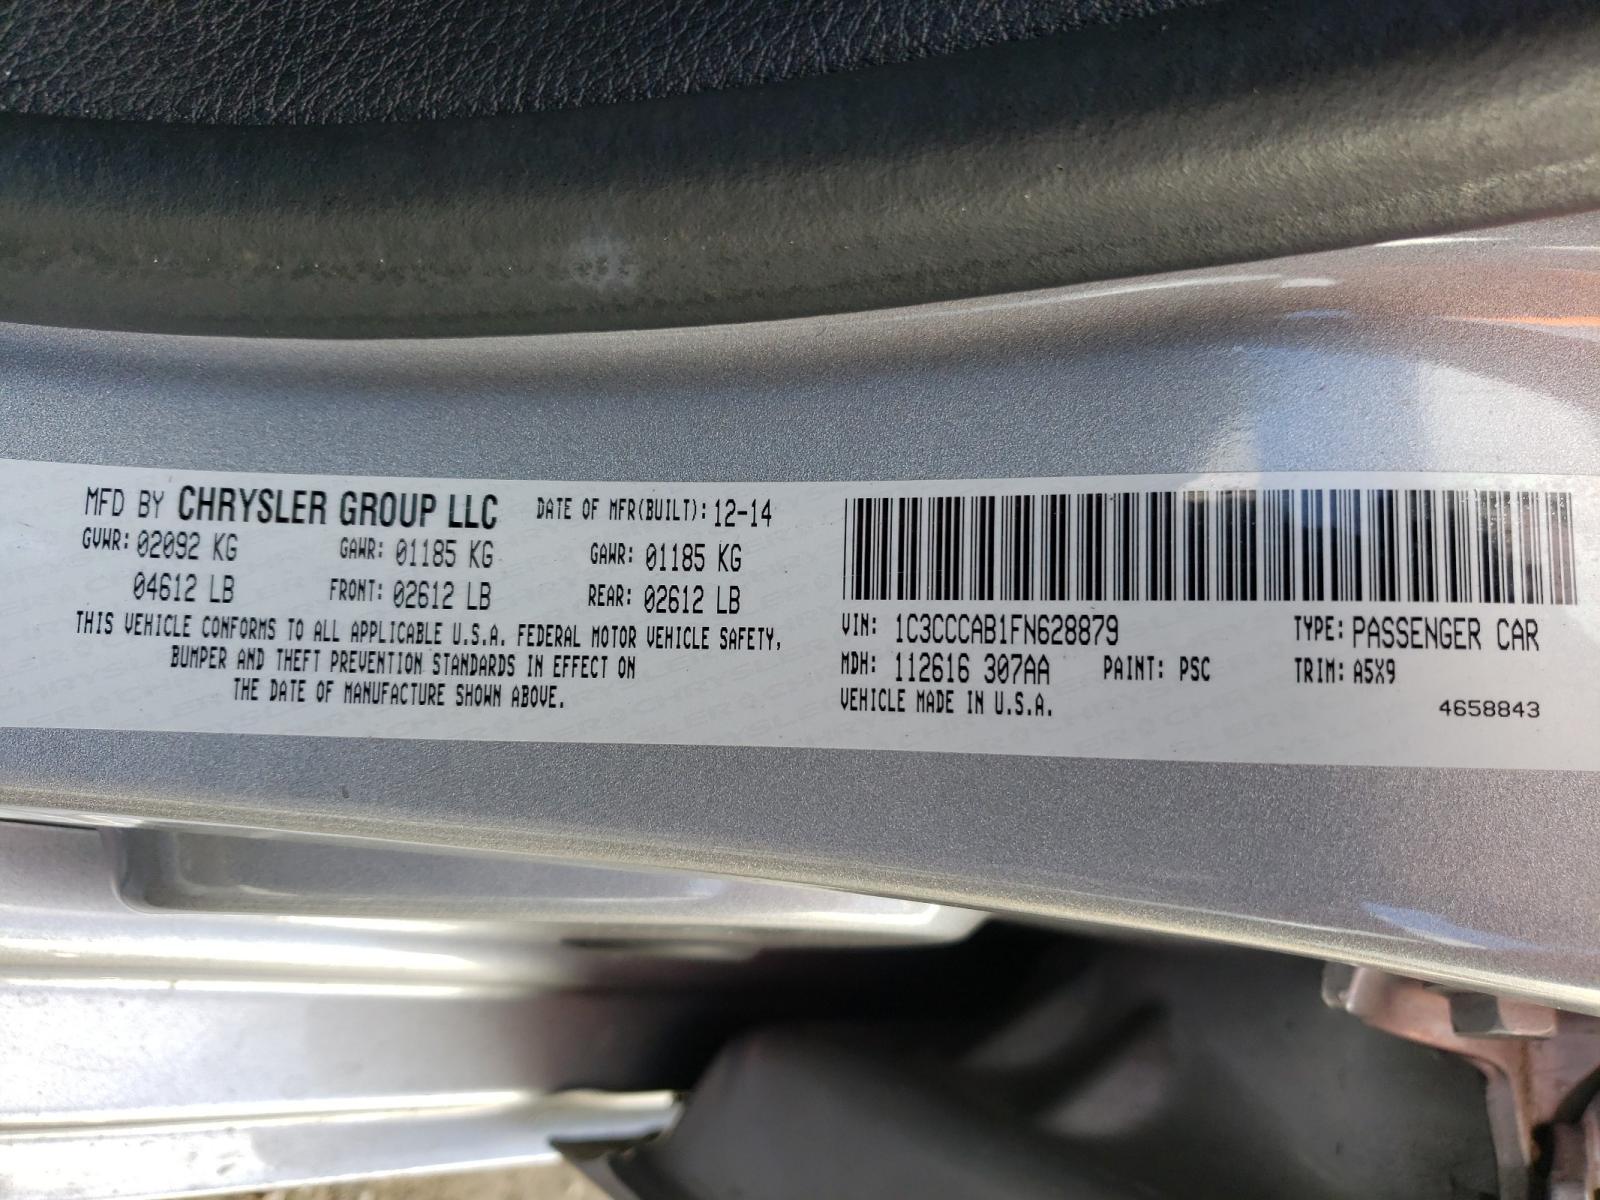 MFD BY CHRYSLER GROUP LLC DATE OF MFR(BUILT): 12-14
GVWR: 02092 KG GAWR: 01185 KG GAWR: 01185 KG
04612 LB FRONT: 02612 LB REAR: 02612 LB
THIS VEHICLE CONFORMS TO ALL APPLICABLE U.S.A. FEDERAL MOTOR VEHICLE SAFETY,
BUMPER AND THEFT PREVENTION STANDARDS IN EFFECT ON
THE DATE OF MANUFACTURE SHOWN ABOVE.
VIN: 1C3CCCAB1FN628879 TYPE: PASSENGER CAR
MDH: 112616 307AA PAINT: PSC TRIM: A5X9
VEHICLE MADE IN U.S.A. 4658843